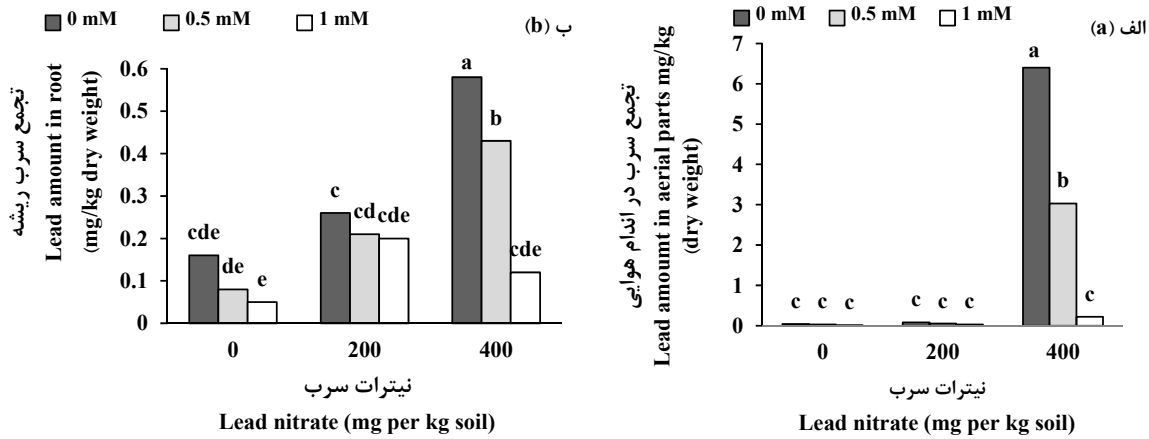 0 mM 0.5 mM 1 mM
ب (b)
تجمع سرب ریشه
Lead amount in root
(mg/kg dry weight)
0.6
0.5
0.4
0.3
0.2
0.1
0
cde
de
e
c
cd
cde
a
b
cde
0 200 400
نیترات سرب
Lead nitrate (mg per kg soil)
0 mM 0.5 mM 1 mM
الف (a)
تجمع سرب در اندام هوایی
Lead amoumt in aerial parts mg/kg
(dry weight)
7
6
5
4
3
2
1
0
c c c
c c c
a
b
c
0 200 400
نیترات سرب
Lead nitrate (mg per kg soil)